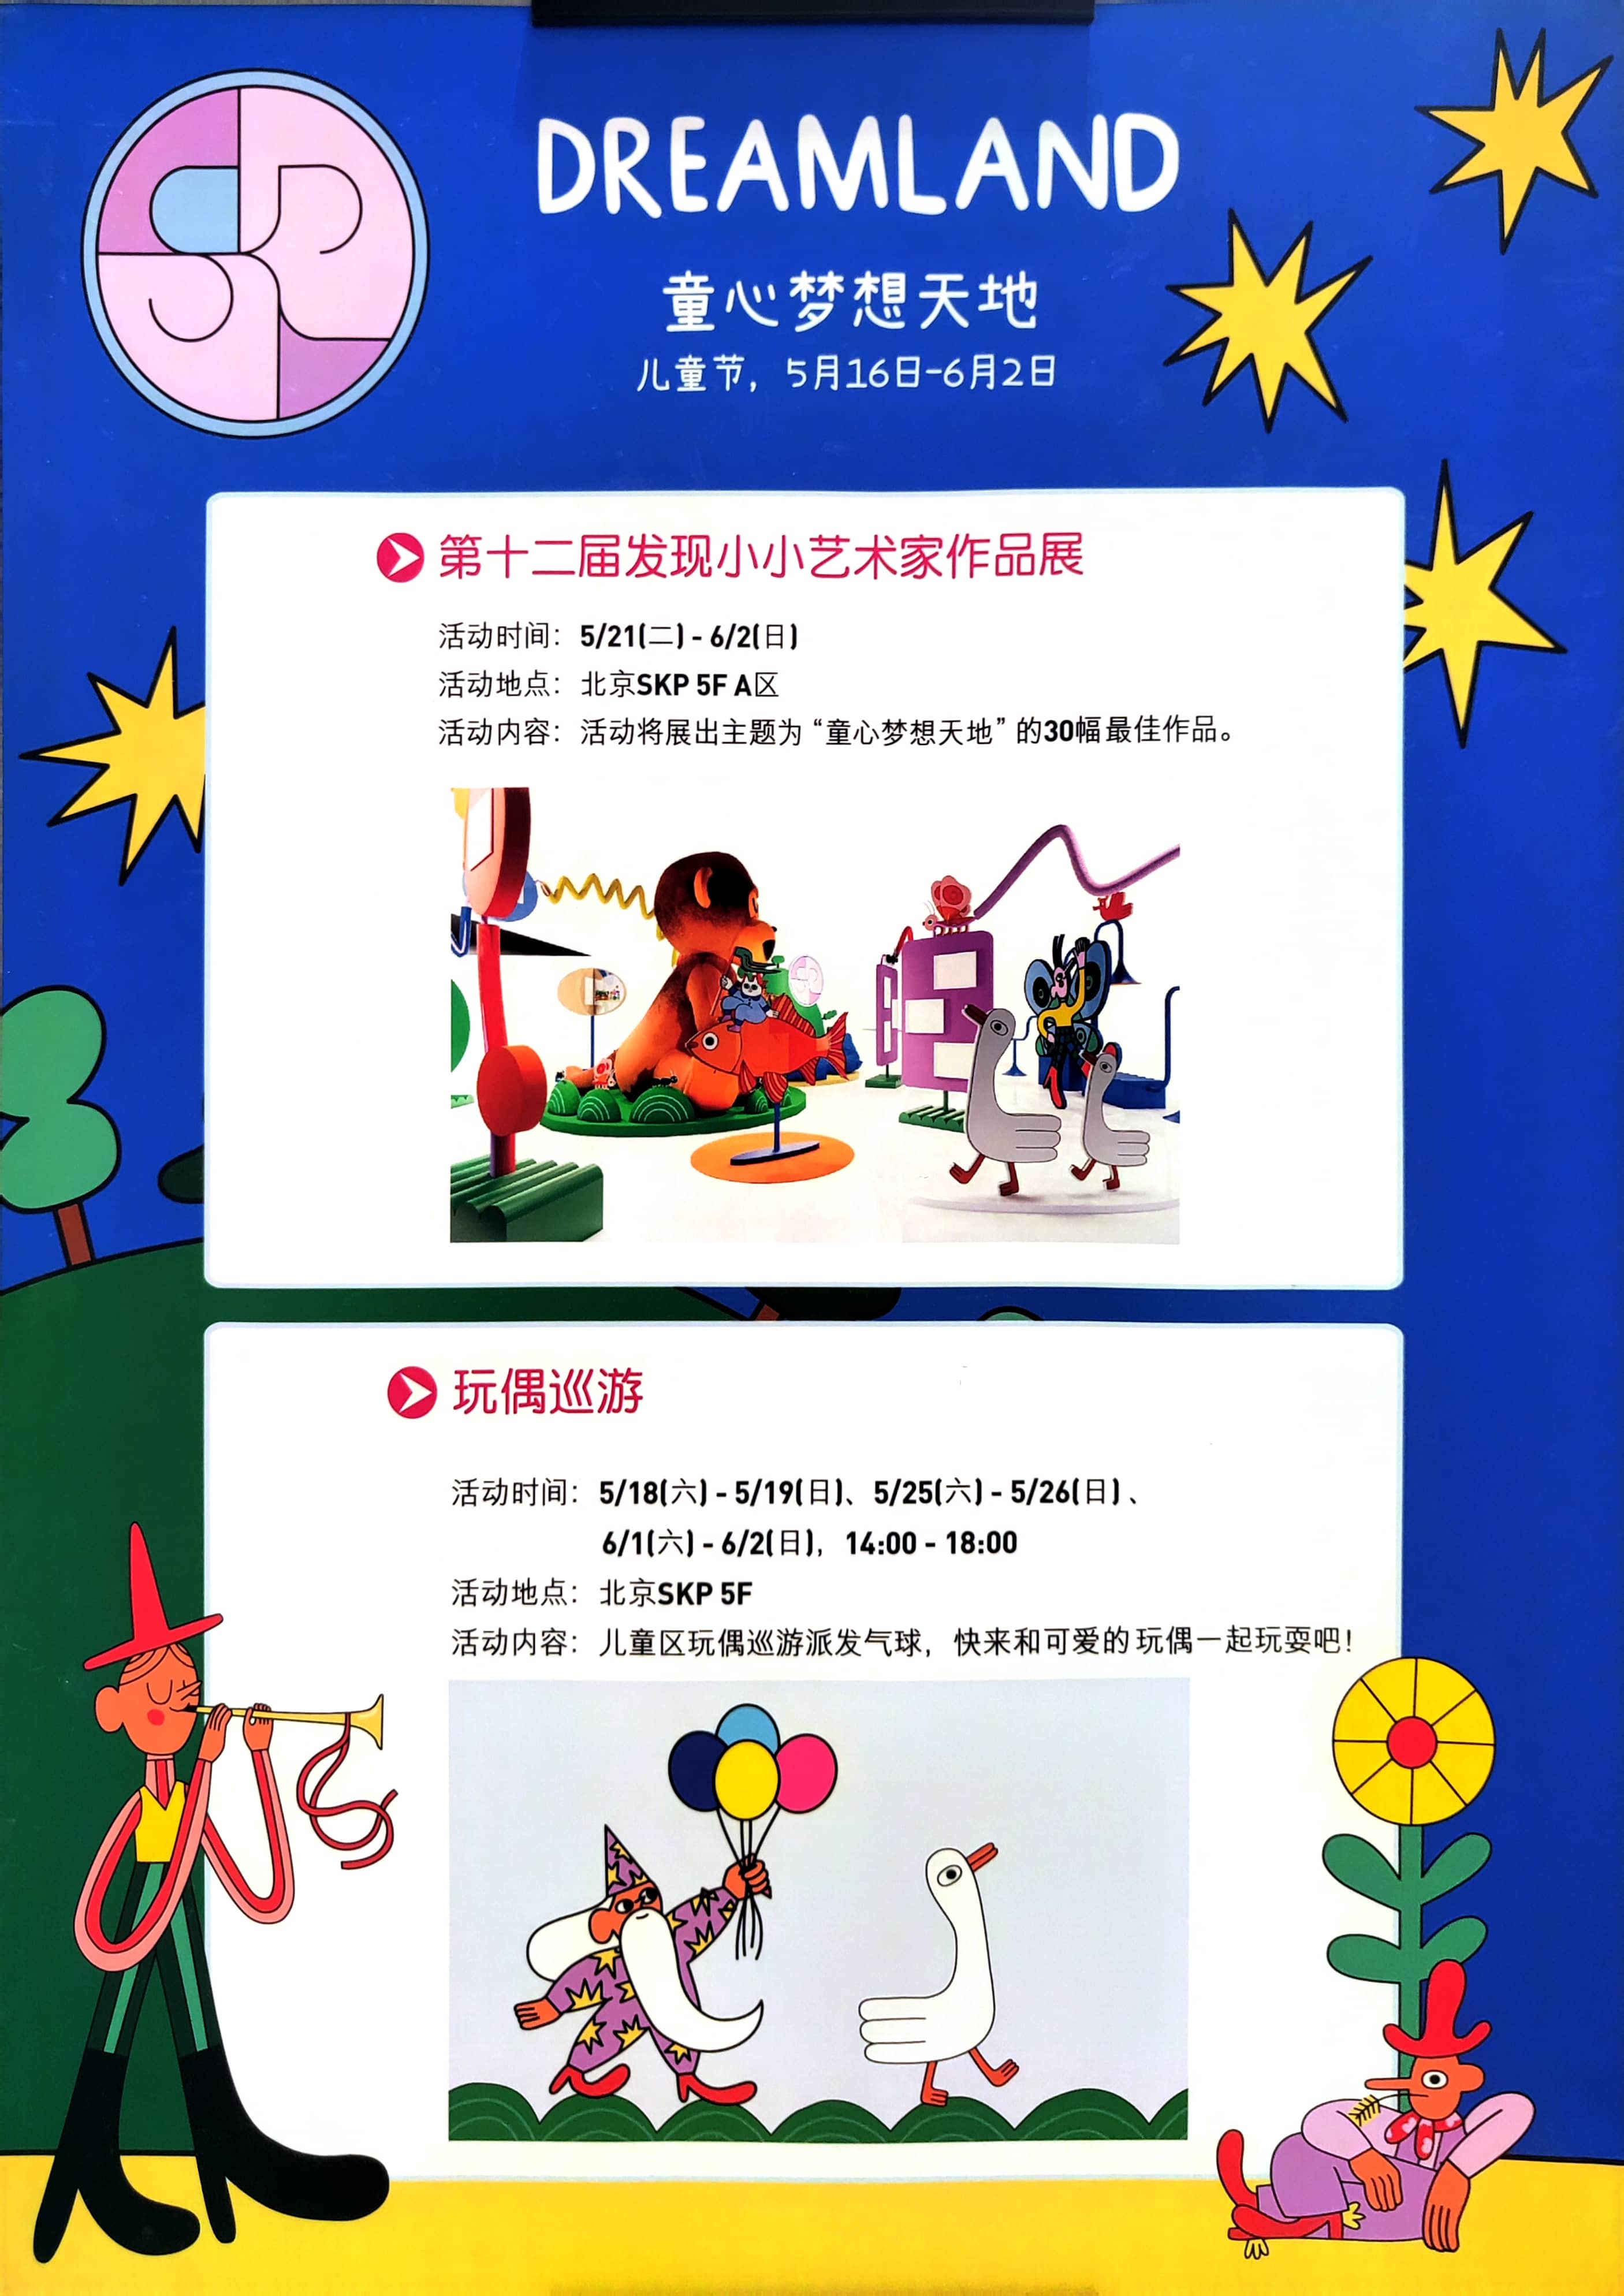 DREAMLAND
童心梦想天地
儿童节，5月16日-6月2日
第十二届发现小小艺术家作品展
活动时间：5/21(二) - 6/2(日)
活动地点：北京SKP 5F A区
活动内容：活动将展出主题为“童心梦想天地”的30幅最佳作品。
玩偶巡游
活动时间：5/18(六) - 5/19(日)、5/25(六) - 5/26(日)、
6/1(六) - 6/2(日)，14:00 - 18:00
活动地点：北京SKP 5F
活动内容：儿童区玩偶巡游派发气球，快来和可爱的玩偶一起玩耍吧！